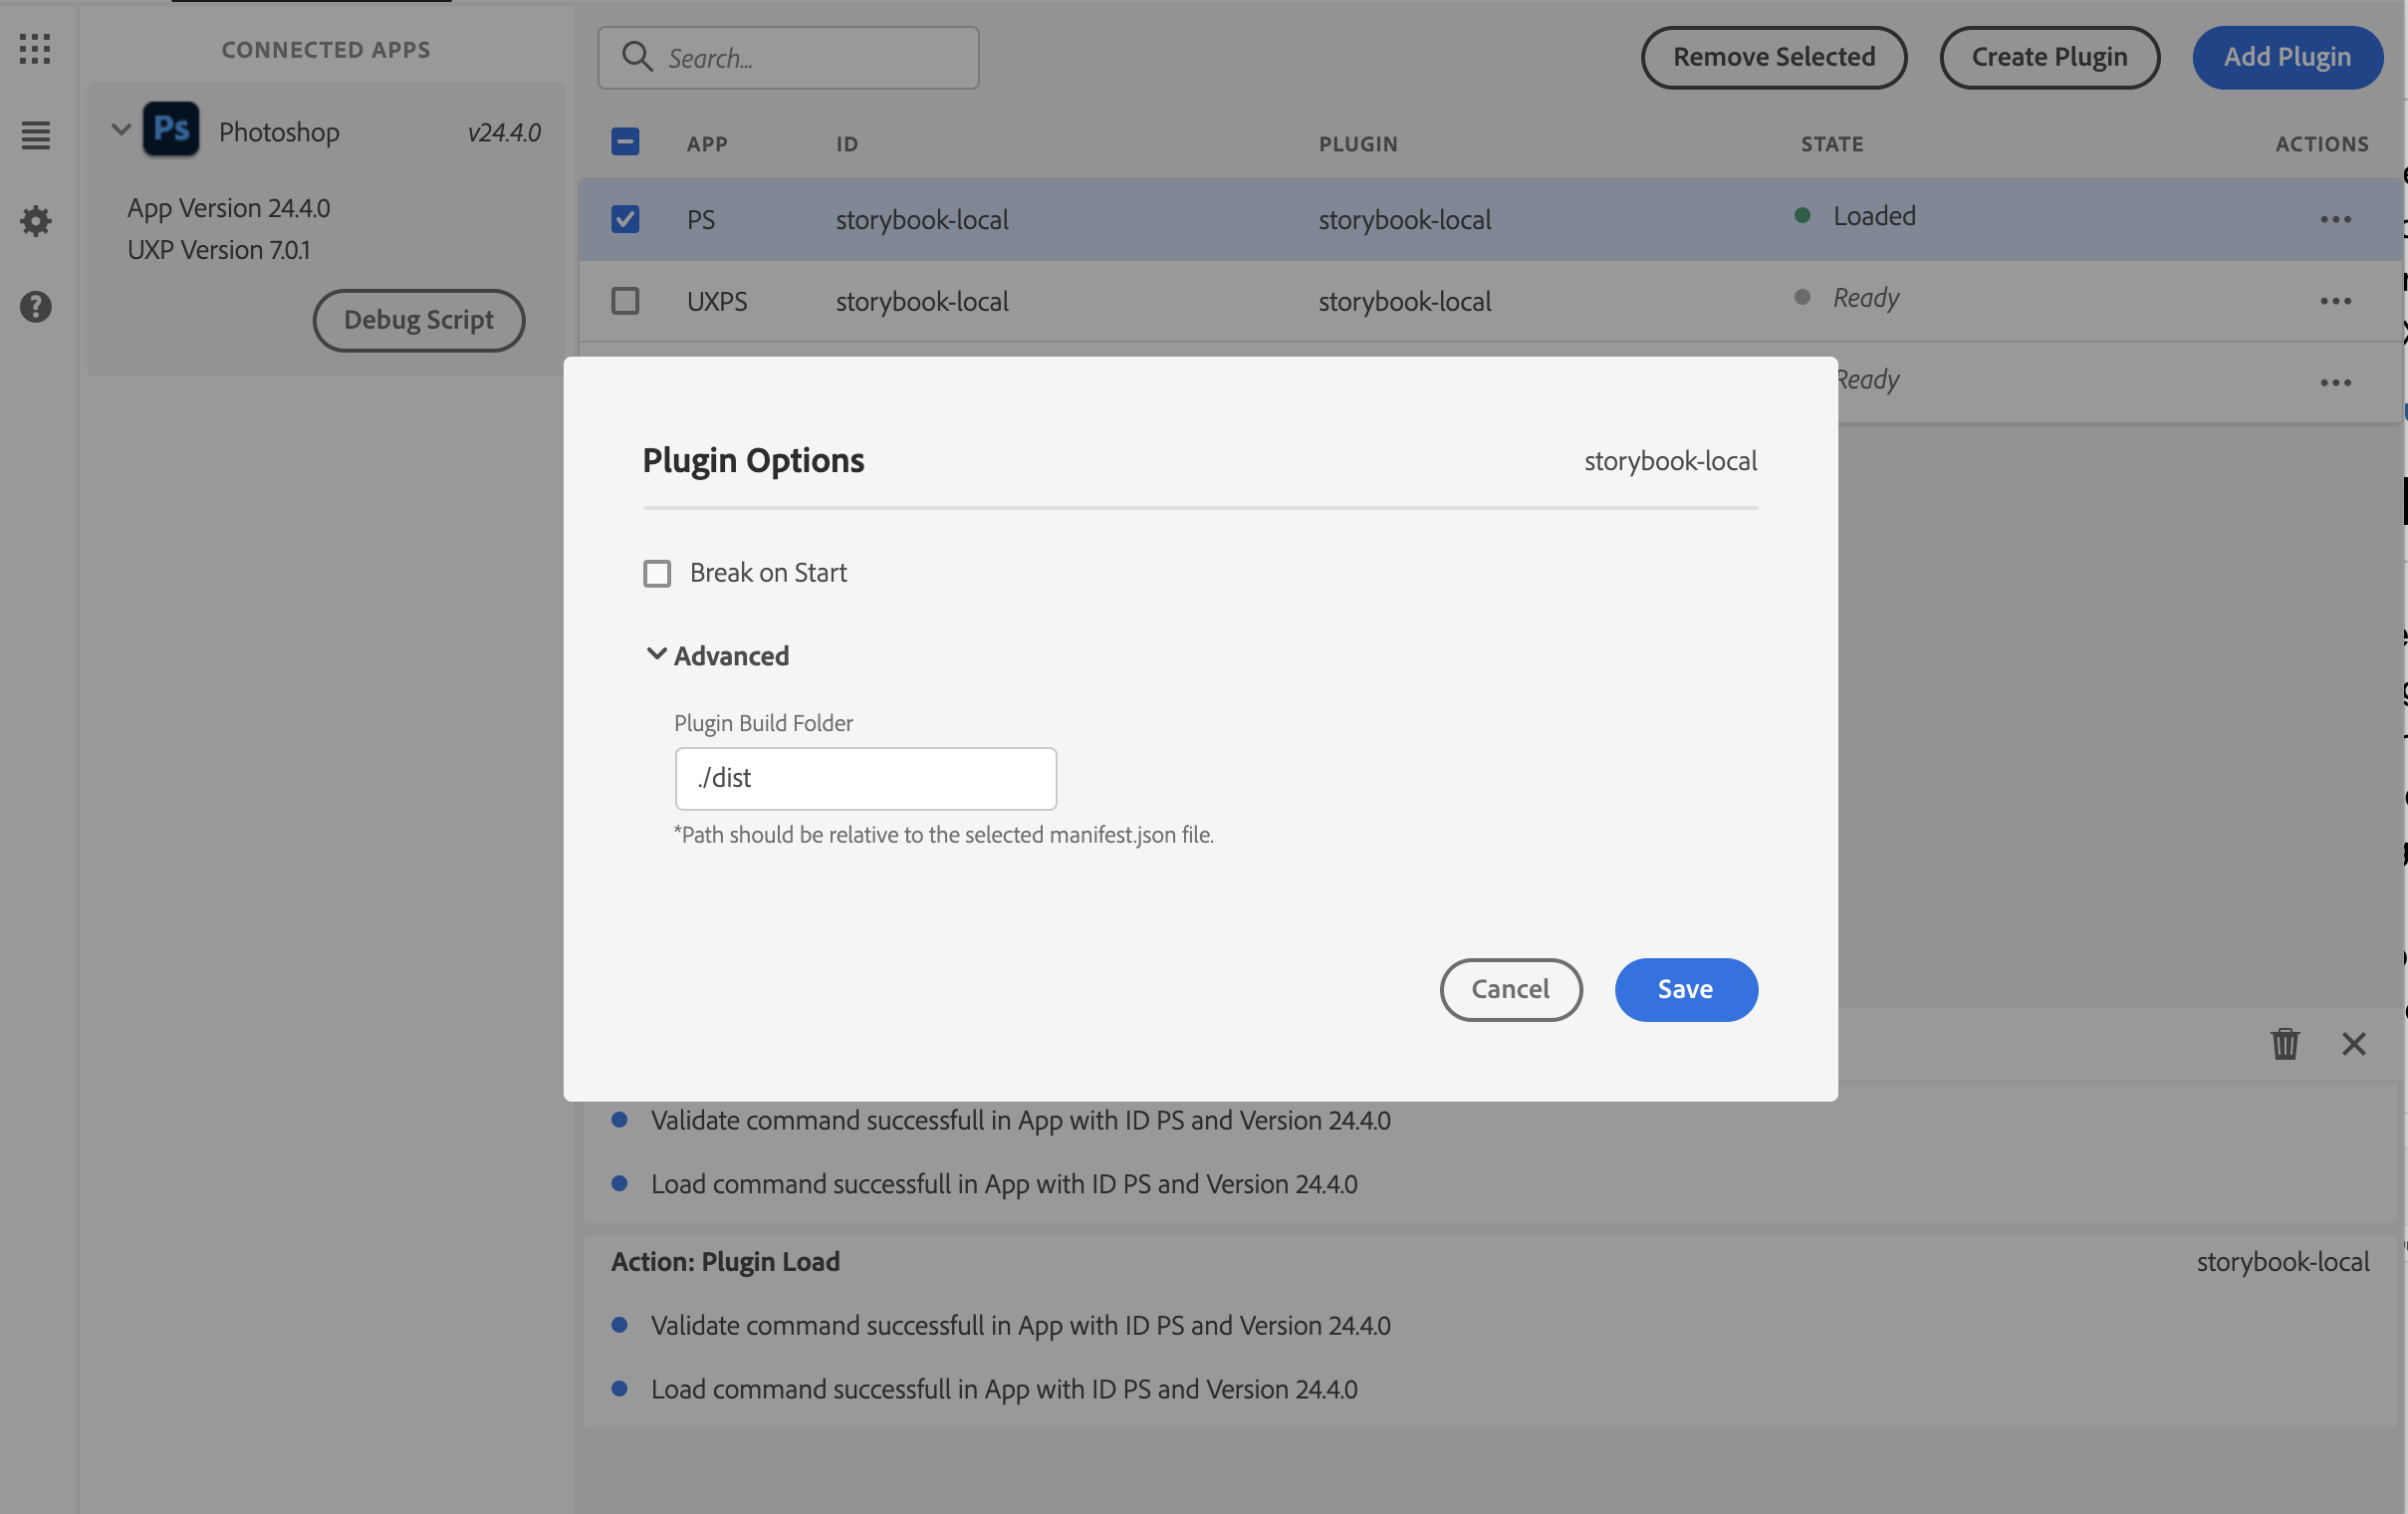 CONNECTED APPS
Ps Photoshop v24.4.0
App Version 24.4.0
UXP Version 7.0.1
Debug Script
Search...
Remove Selected
Create Plugin
Add Plugin
APP ID PLUGIN STATE ACTIONS
PS storybook-local storybook-local Loaded
UXPS storybook-local storybook-local Ready
Ready
Plugin Options storybook-local
Break on Start
Advanced
Plugin Build Folder
./dist
*Path should be relative to the selected manifest.json file.
Cancel Save
Validate command successfull in App with ID PS and Version 24.4.0
Load command successfull in App with ID PS and Version 24.4.0
Action: Plugin Load storybook-local
Validate command successfull in App with ID PS and Version 24.4.0
Load command successfull in App with ID PS and Version 24.4.0